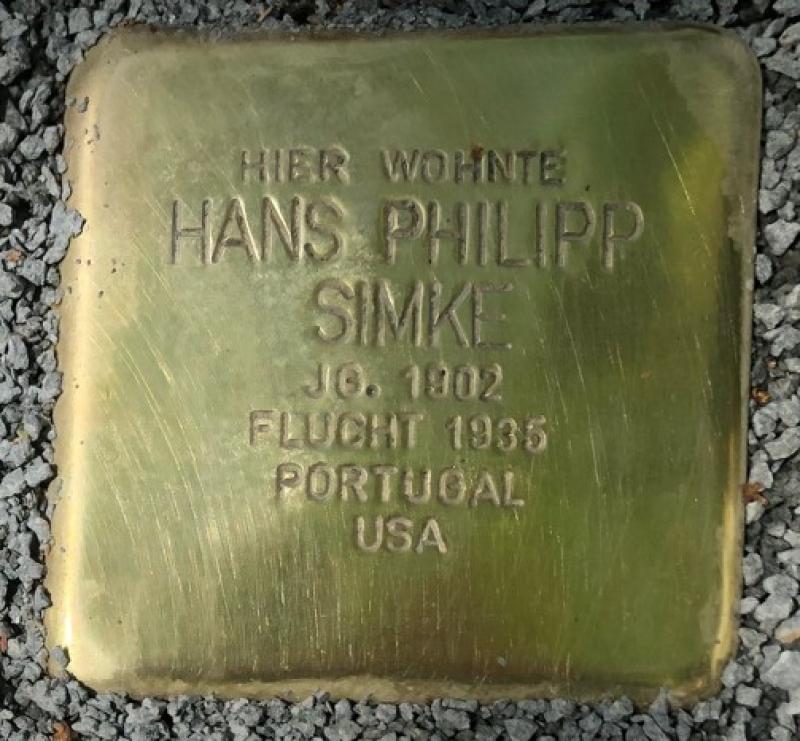 HIER WOHNTE
HANS PHILIPP
SIMKE
JG. 1902
FLUCHT 1935
PORTUGAL
USA